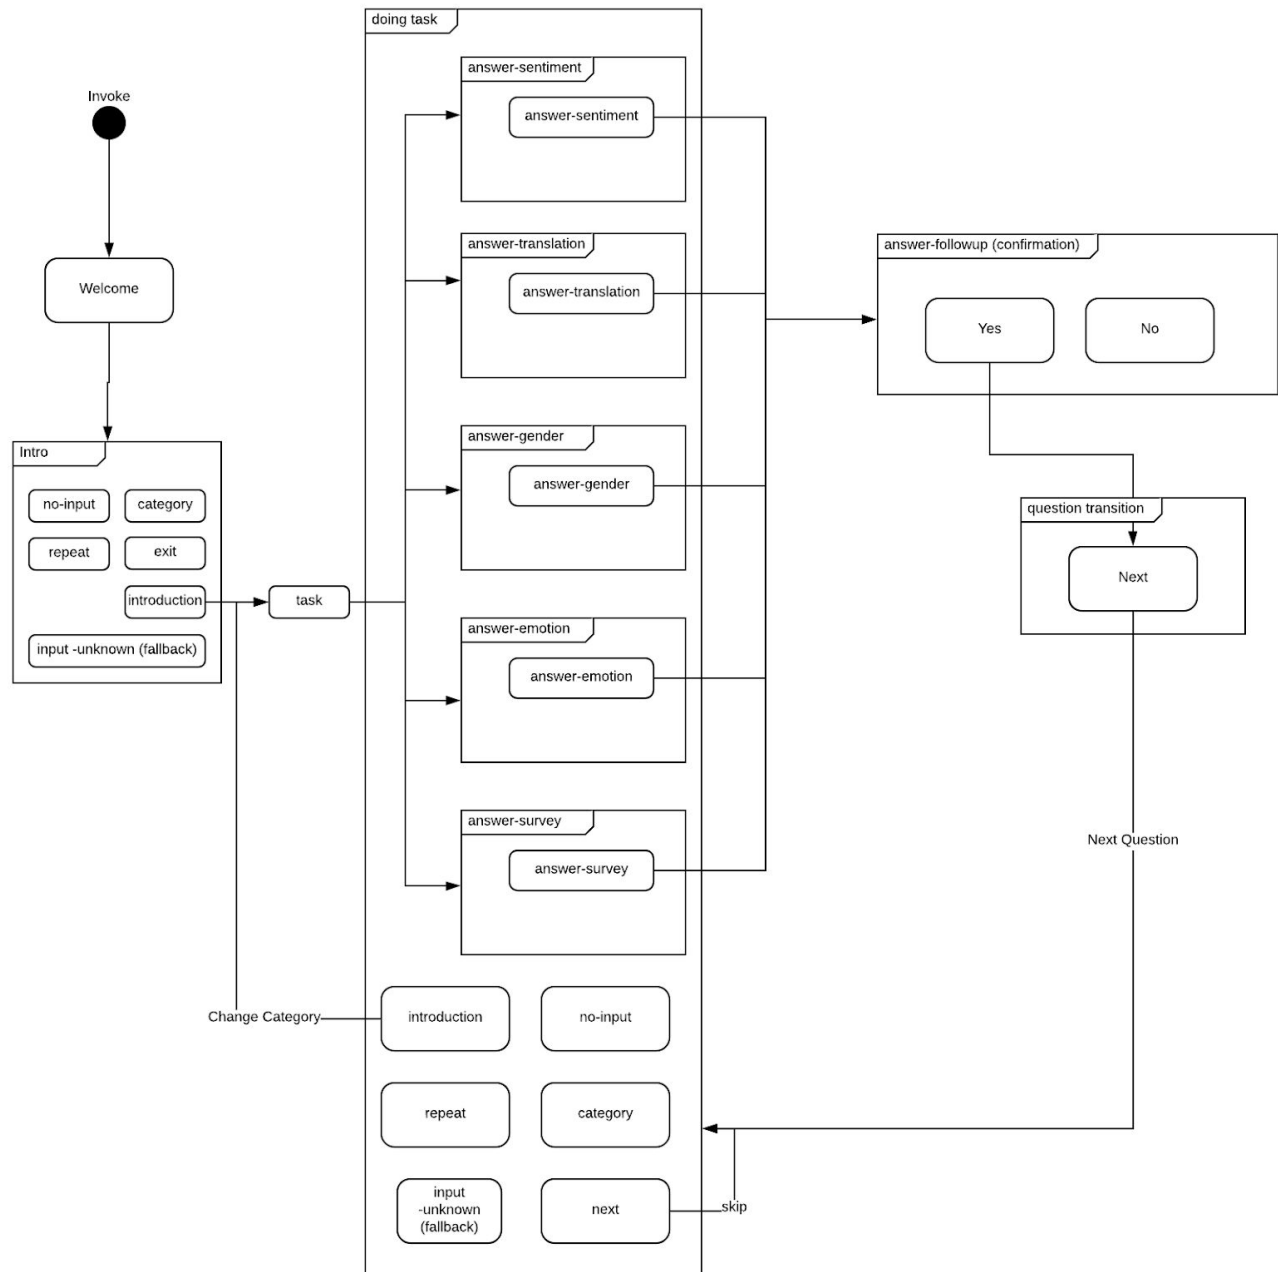 doing task
answer-sentiment
answer-sentiment
Invoke
answer-translation
answer-translation
answer-followup (confirmation)
Welcome
Yes
No
answer-gender
answer-gender
Intro
no-input
category
repeat
exit
introduction
input -unknown (fallback)
task
question transition
Next
answer-emotion
answer-emotion
answer-survey
answer-survey
Next Question
Change Category
introduction
no-input
repeat
category
input
-unknown
(fallback)
next
skip